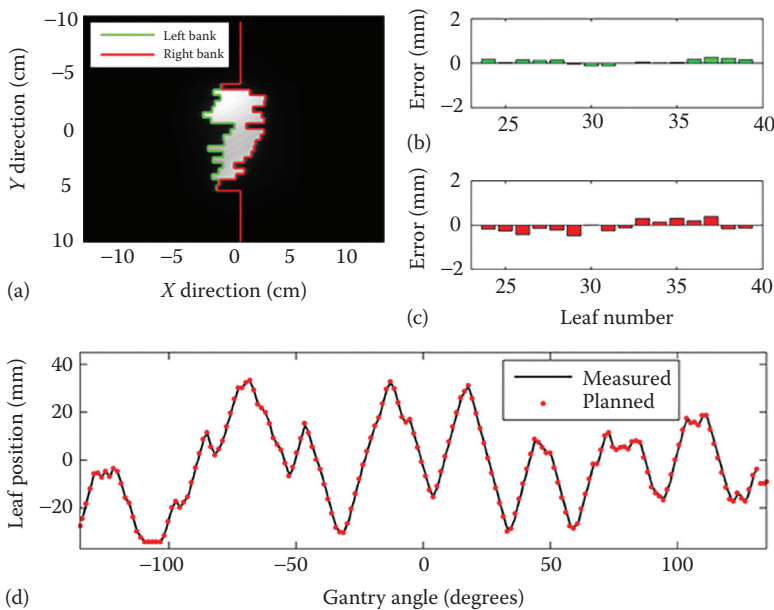 −10
−5
0
5
10
Y direction (cm)
Left bank
Right bank
−10
−5
0
5
10
(a)
X direction (cm)
2
0
−2
Error (mm)
25
30
35
40
(b)
2
0
−2
Error (mm)
25
30
35
40
(c)
Leaf number
40
20
0
−20
Leaf position (mm)
Measured
Planned
−100
−50
0
50
100
(d)
Gantry angle (degrees)